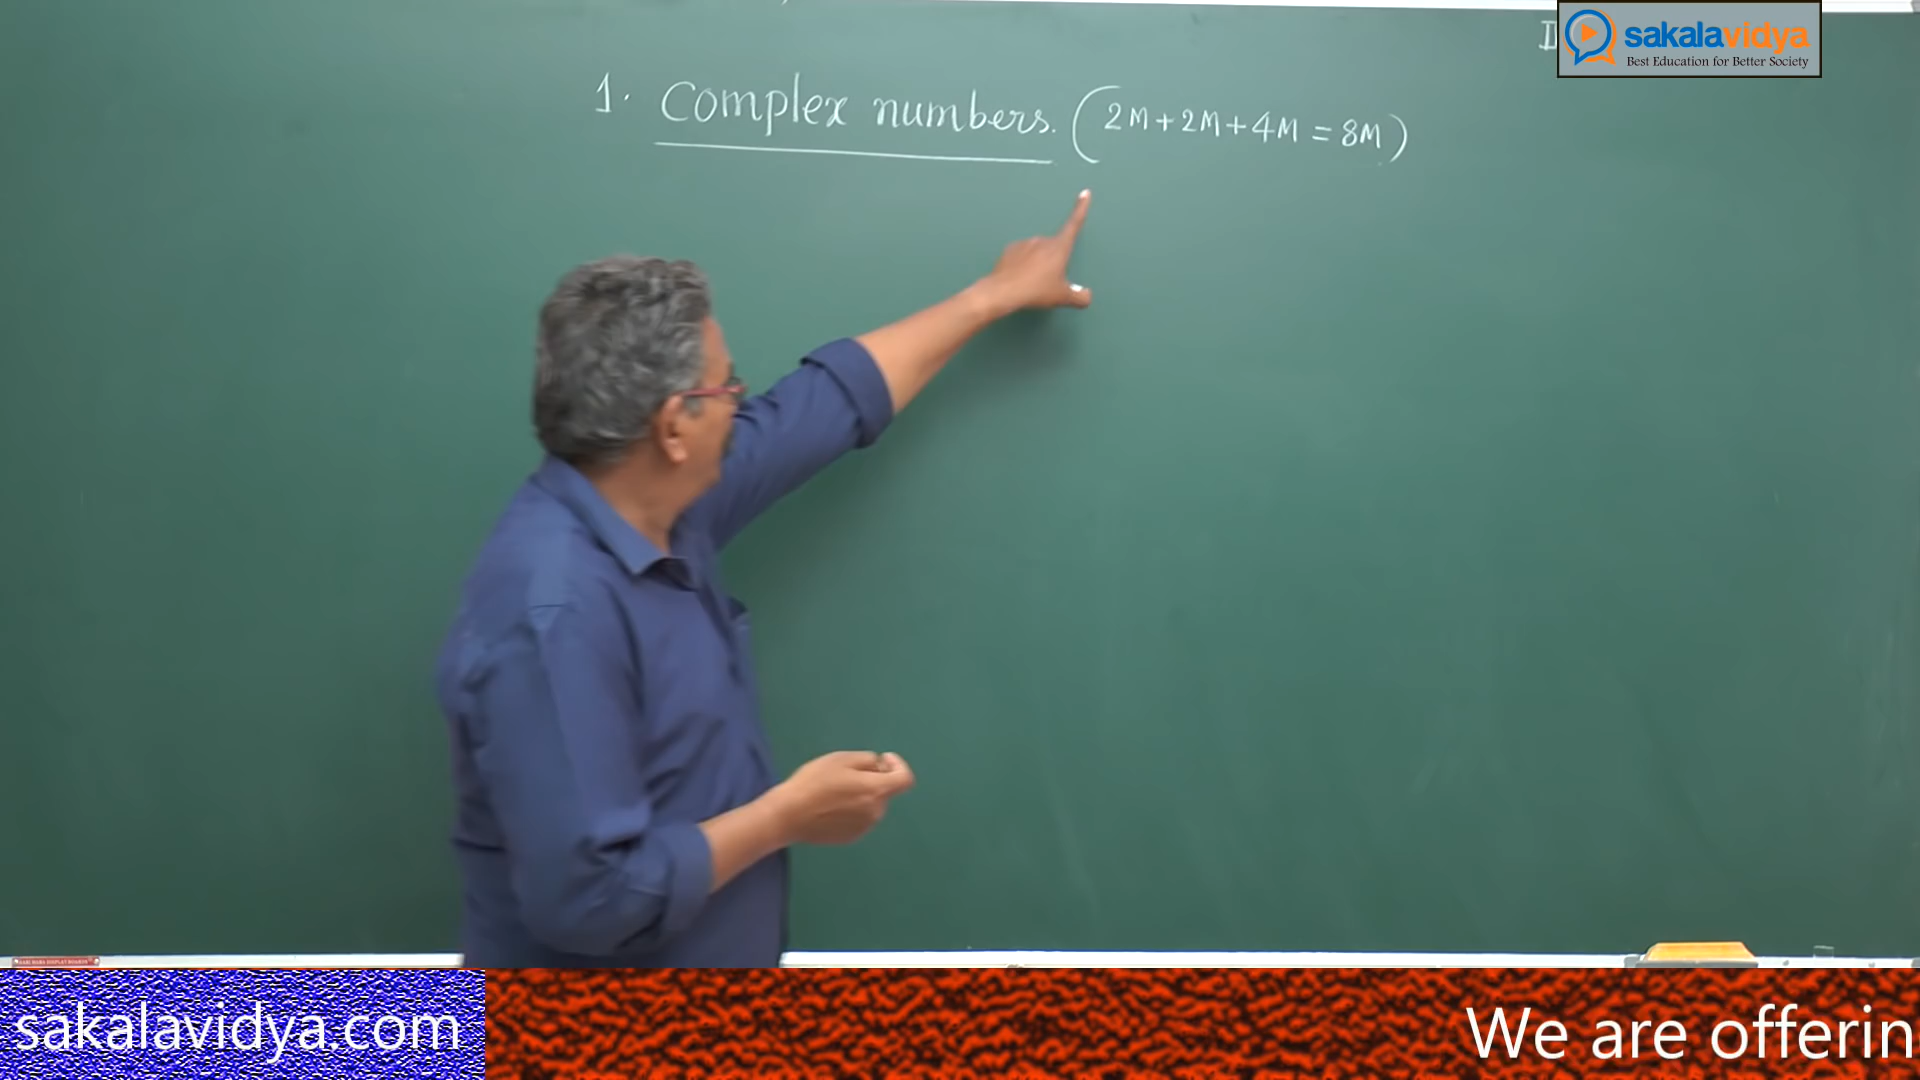 sakalavidya
Best Education for Better Society
1. Complex numbers. (2M+2M+4M = 8M)
sakalavidya.com
We are offerin